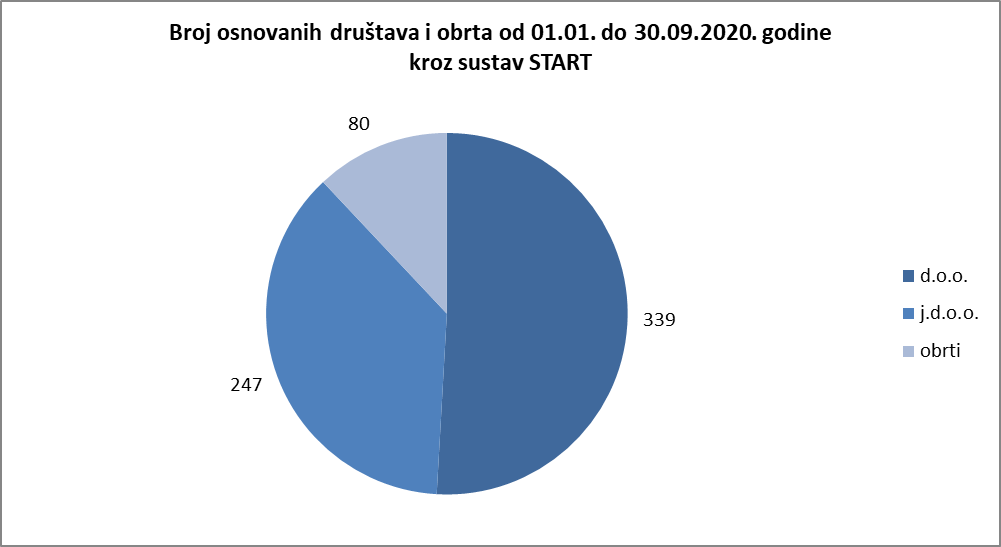 Broj osnovanih društava i obrta od 01.01. do 30.09.2020. godine
kroz sustav START
80
339
247
d.o.o.
j.d.o.o.
obrti